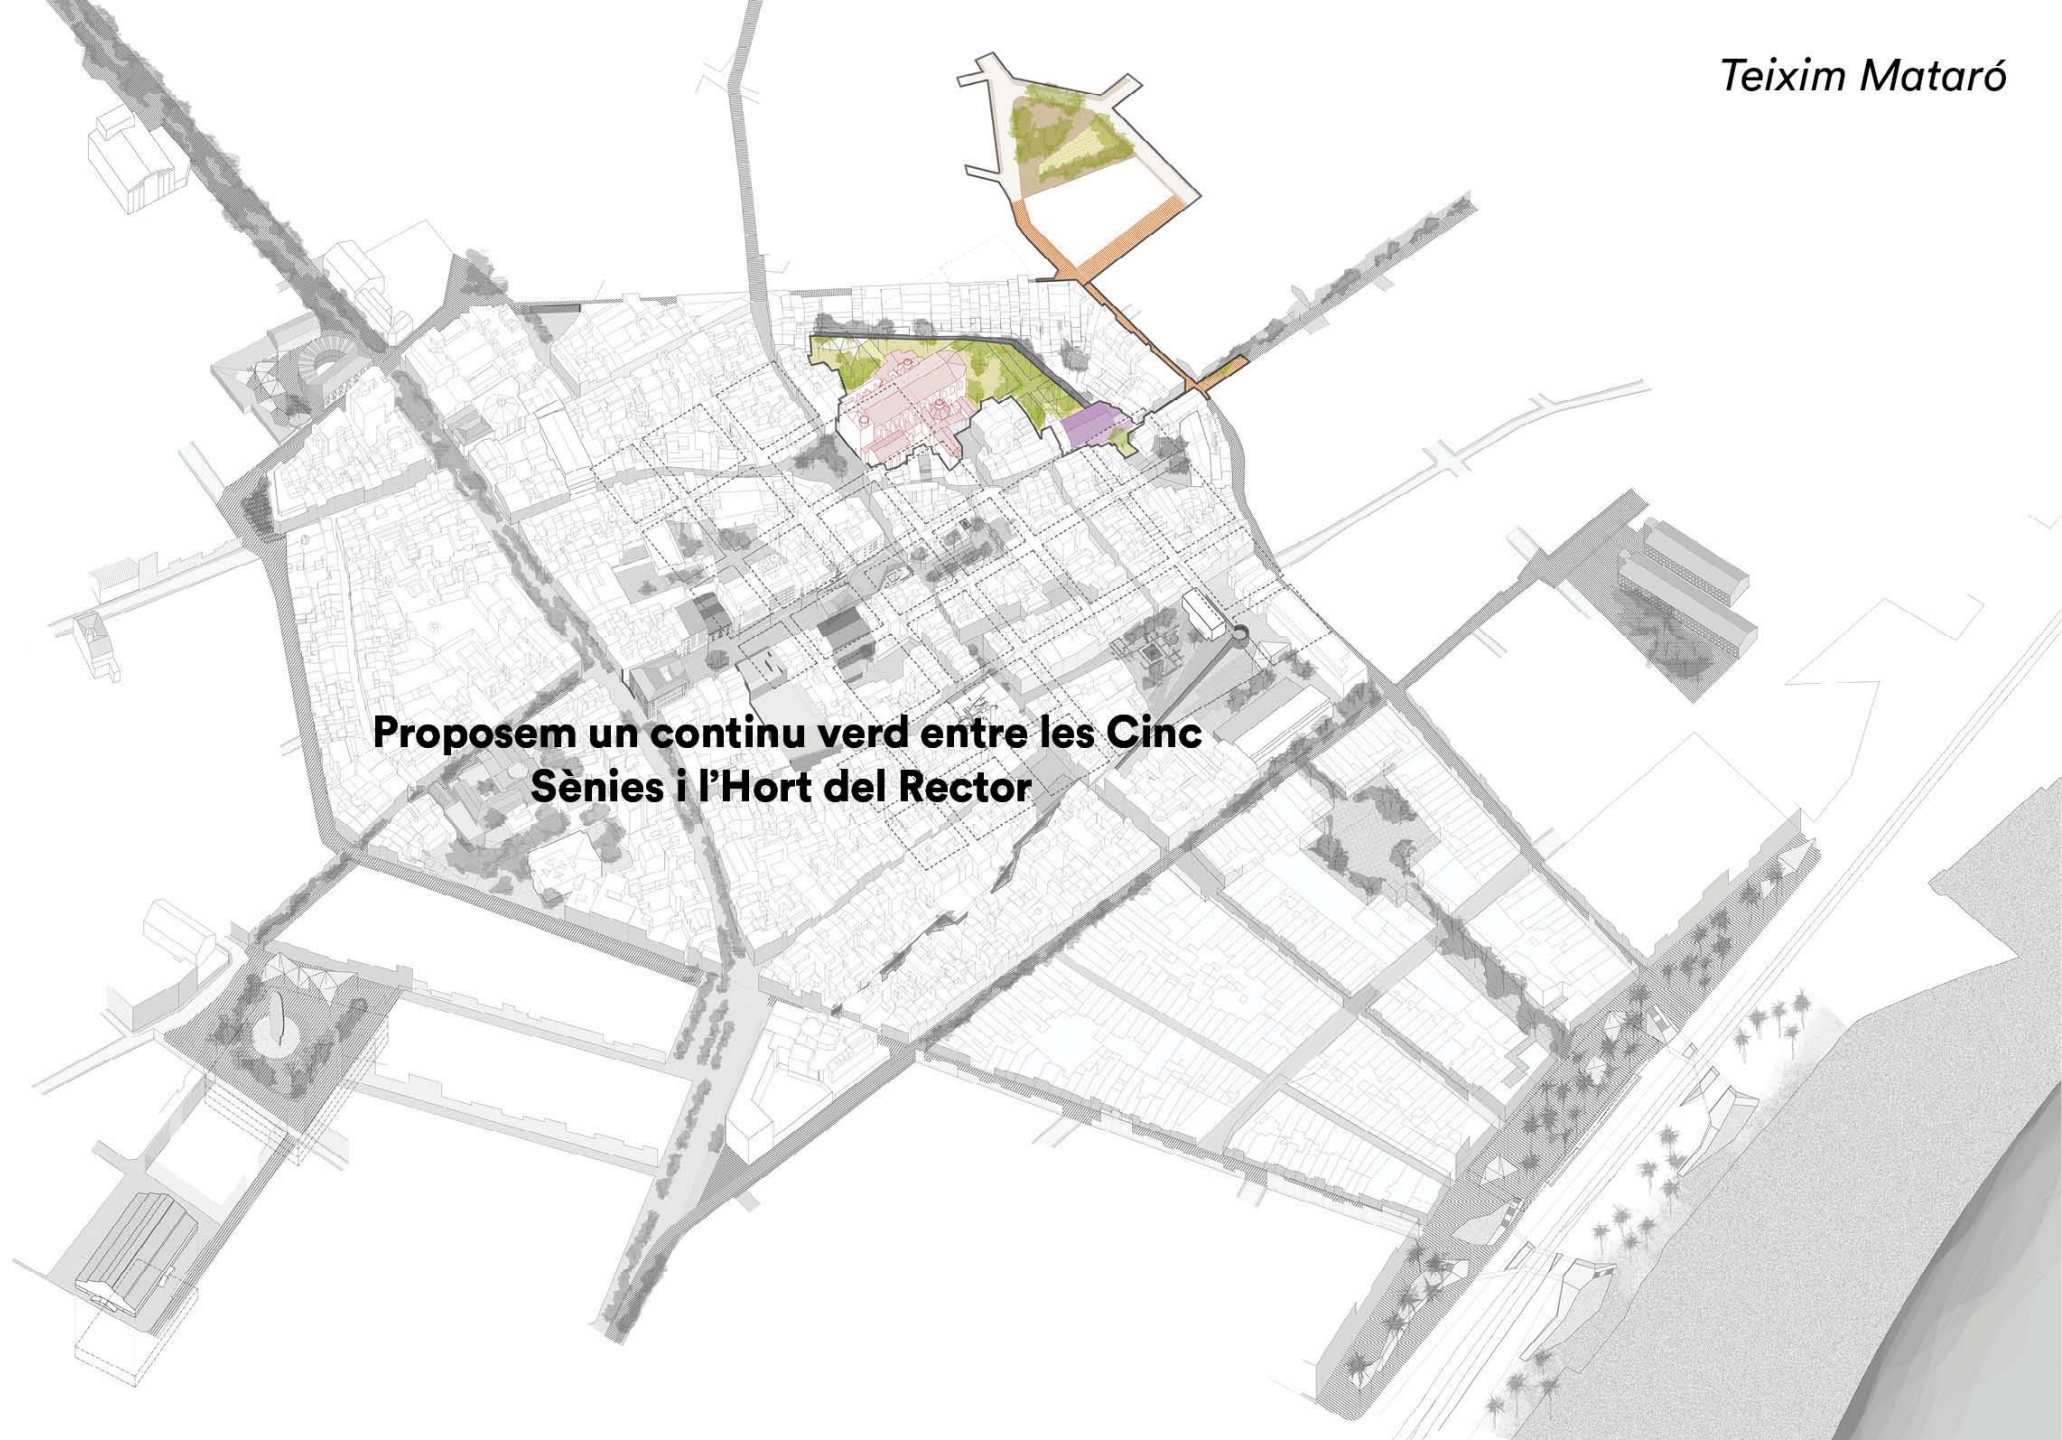 Teixim Mataró
Proposem un continu verd entre les Cinc
Sènies i l’Hort del Rector